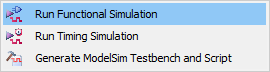 Run Functional Simulation
Run Timing Simulation
Generate ModelSim Testbench and Script